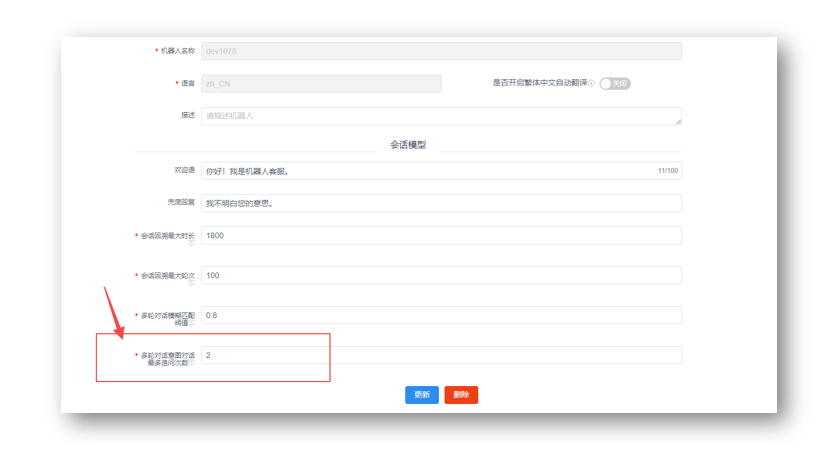 * 机器人名称 dev1078
* 语言 zh_CN 是否开启繁体中文自动翻译 关闭
描述 请描述机器人
会话模型
欢迎语 你好！我是机器人客服。 11/100
兜底回复 我不明白您的意思。
* 会话回溯最大时长 1800
* 会话回溯最大轮次 100
* 多轮对话模糊匹配 0.8
阈值
* 多轮对话意图对话 2
最多追问次数
更新 删除